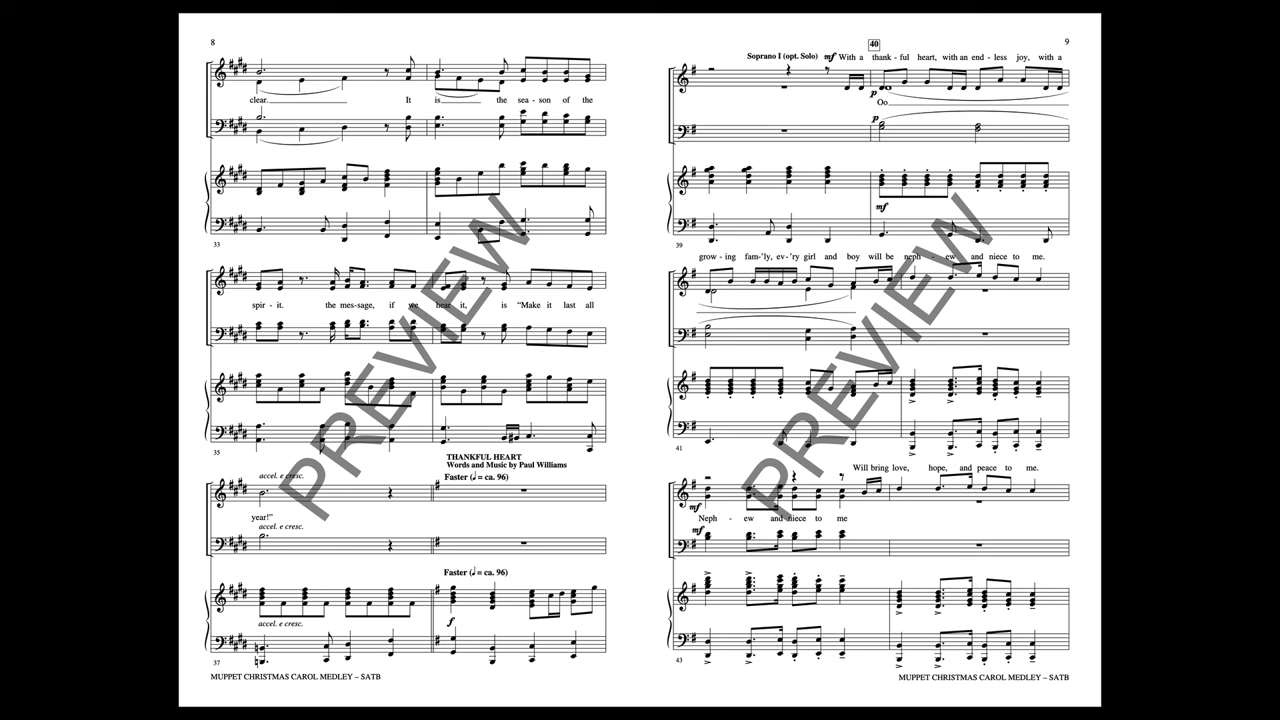 8
clear. It is the sea - son of the
33
spir - it. the mes - sage, if we hear it, is "Make it last all
35
THANKFUL HEART
Words and Music by Paul Williams
accel. e cresc.
Faster (♩ = ca. 96)
year!"
accel. e cresc.
Faster (♩ = ca. 96)
accel. e cresc.
f
37
MUPPET CHRISTMAS CAROL MEDLEY – SATB
PREVIEW
9
40
Soprano I (opt. Solo) mf With a thank - ful heart, with an end - less joy, with a
p
Oo
p
mf
39
grow - ing fam-'ly, ev-'ry girl and boy will be neph - ew and niece to me.
41
Will bring love, hope, and peace to me.
mf
Neph - ew and niece to me
mf
43
MUPPET CHRISTMAS CAROL MEDLEY – SATB
PREVIEW